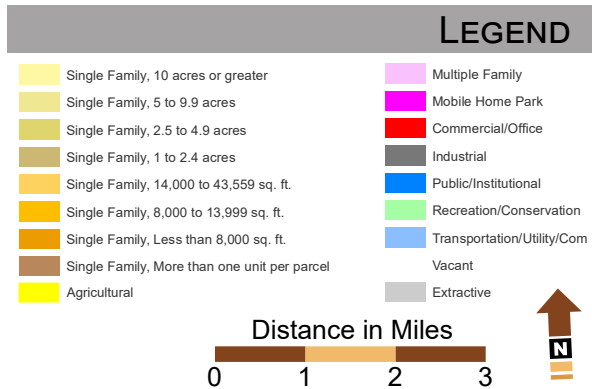 LEGEND
Single Family, 10 acres or greater
Single Family, 5 to 9.9 acres
Single Family, 2.5 to 4.9 acres
Single Family, 1 to 2.4 acres
Single Family, 14,000 to 43,559 sq. ft.
Single Family, 8,000 to 13,999 sq. ft.
Single Family, Less than 8,000 sq. ft.
Single Family, More than one unit per parcel
Agricultural
Multiple Family
Mobile Home Park
Commercial/Office
Industrial
Public/Institutional
Recreation/Conservation
Transportation/Utility/Com
Vacant
Extractive
Distance in Miles
0 1 2 3
N